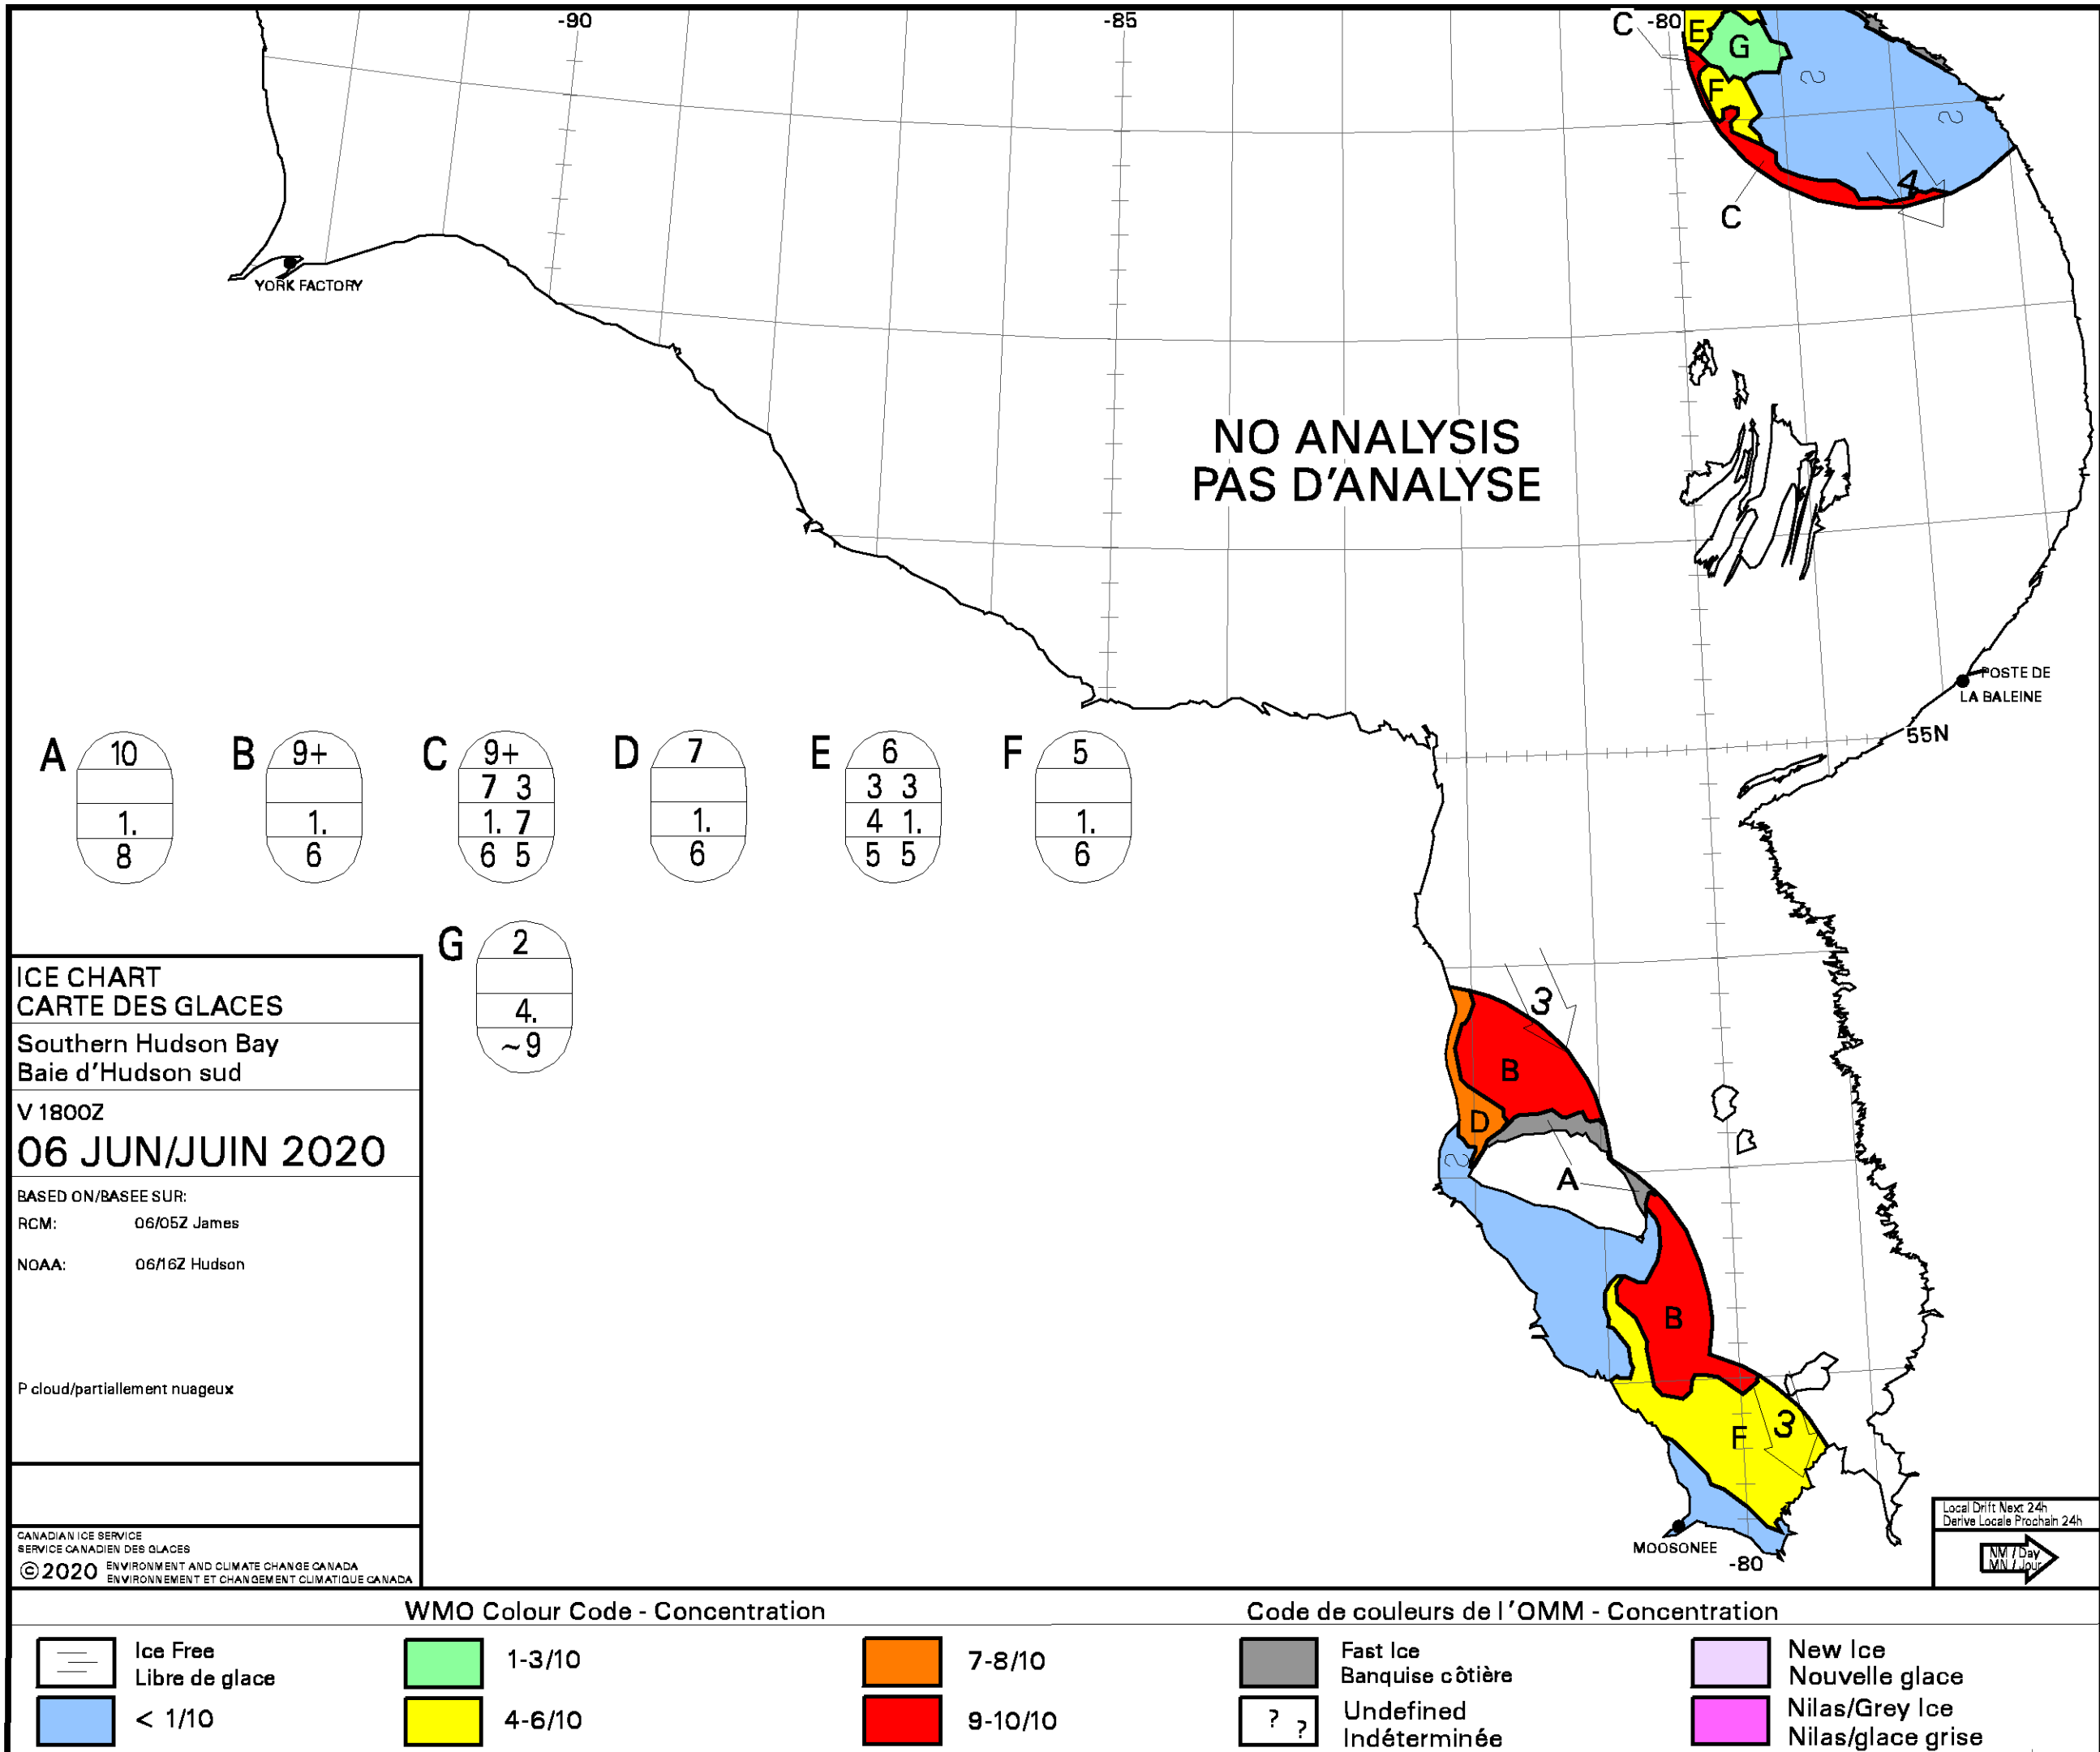 -90
-85
-80
C
E
G
F
4
C
YORK FACTORY
NO ANALYSIS
PAS D'ANALYSE
POSTE DE
LA BALEINE
55N
A
10
1.
8
B
9+
1.
6
C
9+
7 3
1. 7
6 5
D
7
1.
6
E
6
3 3
4 1.
5 5
F
5
1.
6
G
2
4.
~9
3
B
D
A
B
F
3
MOOSONEE
-80
ICE CHART
CARTE DES GLACES
Southern Hudson Bay
Baie d'Hudson sud
V 1800Z
06 JUN/JUIN 2020
BASED ON/BASEE SUR:
RCM: 06/05Z James
NOAA: 06/16Z Hudson
P cloud/partiallement nuageux
CANADIAN ICE SERVICE
SERVICE CANADIEN DES GLACES
© 2020 ENVIRONMENT AND CLIMATE CHANGE CANADA
ENVIRONNEMENT ET CHANGEMENT CLIMATIQUE CANADA
Local Drift Next 24h
Derive Locale Prochain 24h
NM / Day
MN / Jour
WMO Colour Code - Concentration
Code de couleurs de l'OMM - Concentration
Ice Free
Libre de glace
< 1/10
1-3/10
4-6/10
7-8/10
9-10/10
Fast Ice
Banquise côtière
? ?
Undefined
Indéterminée
New Ice
Nouvelle glace
Nilas/Grey Ice
Nilas/glace grise